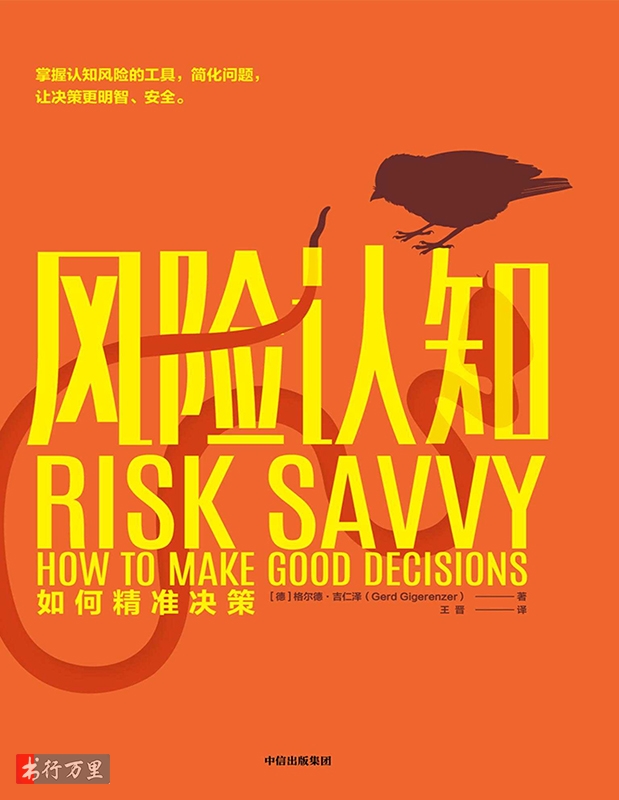 掌握认知风险的工具，简化问题，
让决策更明智、安全。
风险认知
RISK SAVVY
HOW TO MAKE GOOD DECISIONS
如何精准决策
[德]格尔德·吉仁泽（Gerd Gigerenzer）——著
王晋——译
中信出版集团
书行万里